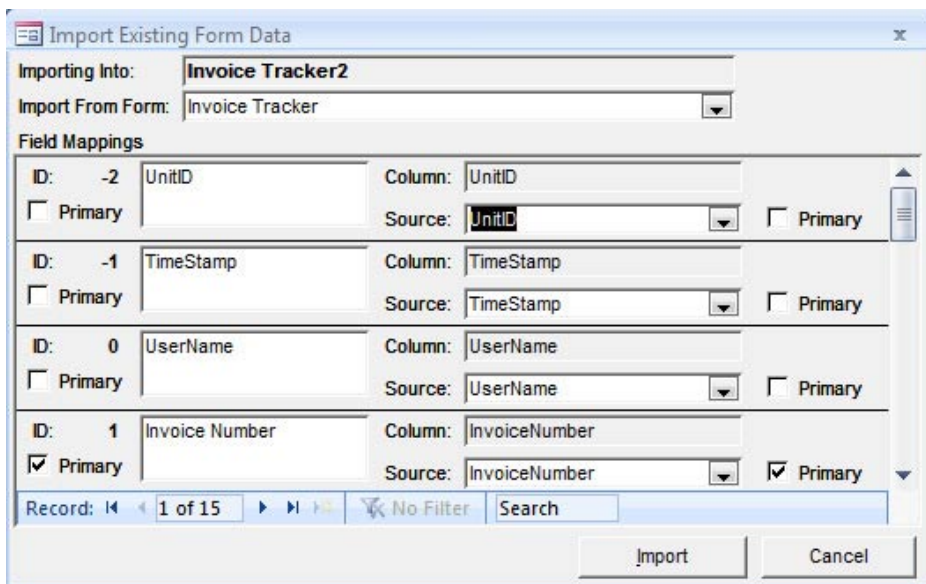 Import Existing Form Data
Importing Into: Invoice Tracker2
Import From Form: Invoice Tracker
Field Mappings
ID: -2 UnitID Column: UnitID
Primary Source: UnitID Primary
ID: -1 TimeStamp Column: TimeStamp
Primary Source: TimeStamp Primary
ID: 0 UserName Column: UserName
Primary Source: UserName Primary
ID: 1 Invoice Number Column: InvoiceNumber
Primary Source: InvoiceNumber Primary
Record: 1 of 15 No Filter Search
Import Cancel